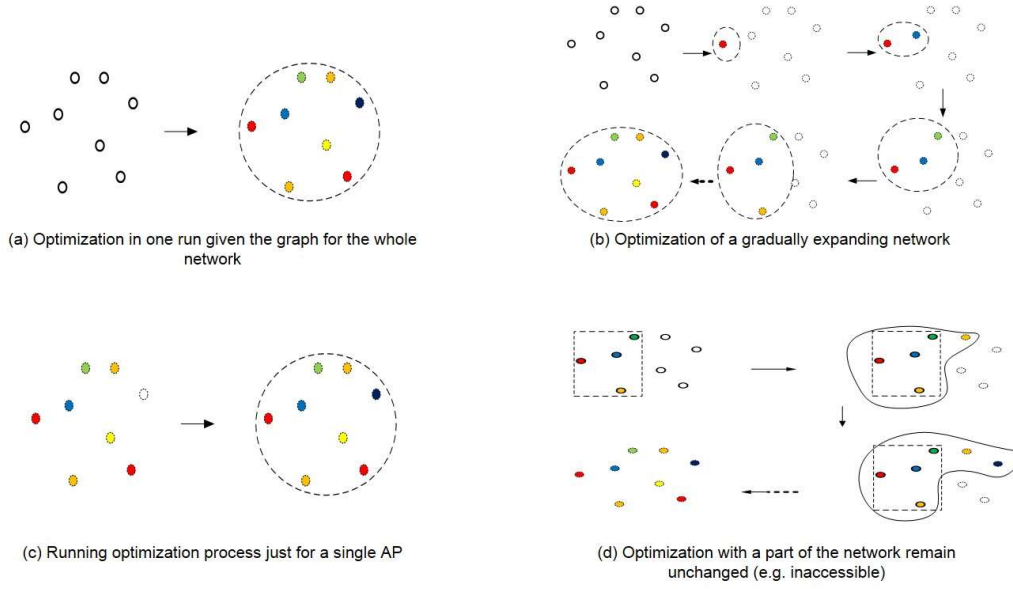 (a) Optimization in one run given the graph for the whole
network
(b) Optimization of a gradually expanding network
(c) Running optimization process just for a single AP
(d) Optimization with a part of the network remain
unchanged (e.g. inaccessible)